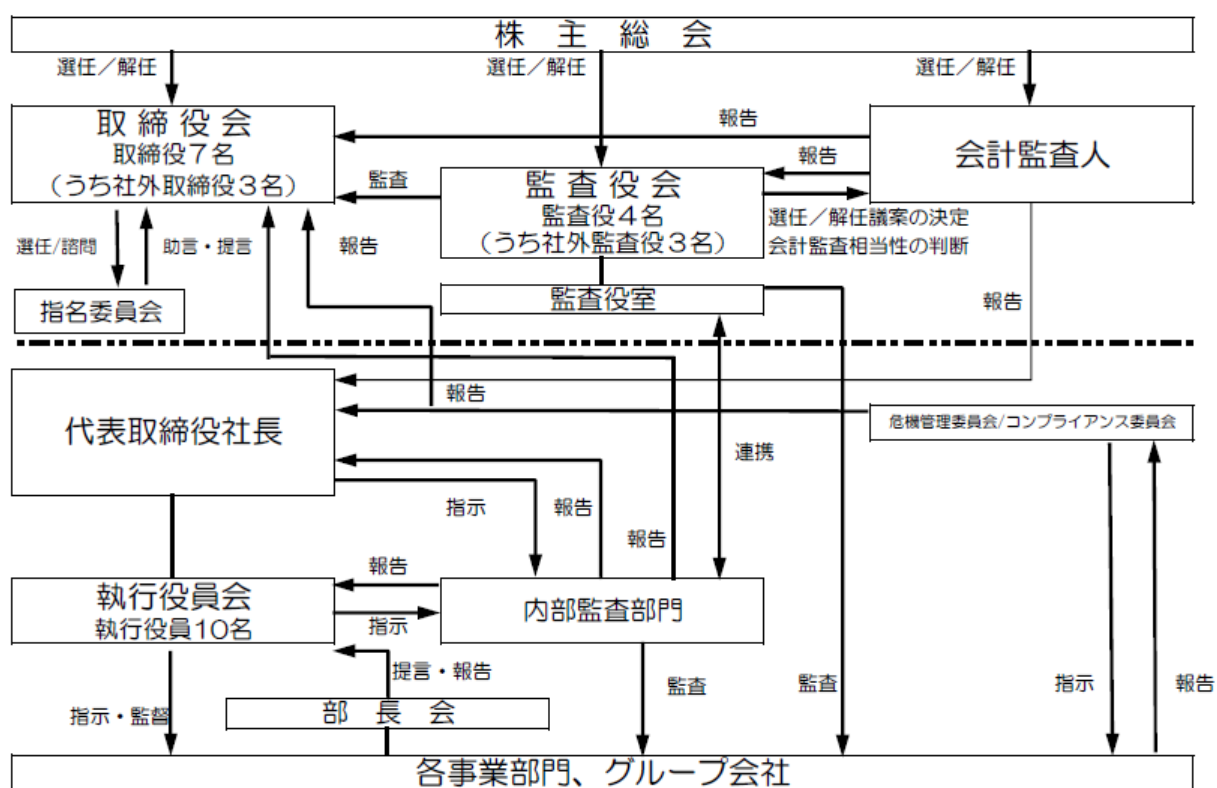 株主総会
選任／解任
選任／解任
選任／解任
取締役会
取締役７名
（うち社外取締役３名）
報告
会計監査人
報告
監査
監査役会
監査役４名
（うち社外監査役３名）
選任／解任議案の決定
会計監査相当性の判断
選任/諮問
助言・提言
報告
監査役室
報告
指名委員会
代表取締役社長
報告
危機管理委員会/コンプライアンス委員会
連携
指示
報告
報告
執行役員会
執行役員10名
報告
指示
内部監査部門
提言・報告
監査
監査
指示
報告
指示・監督
部長会
各事業部門、グループ会社